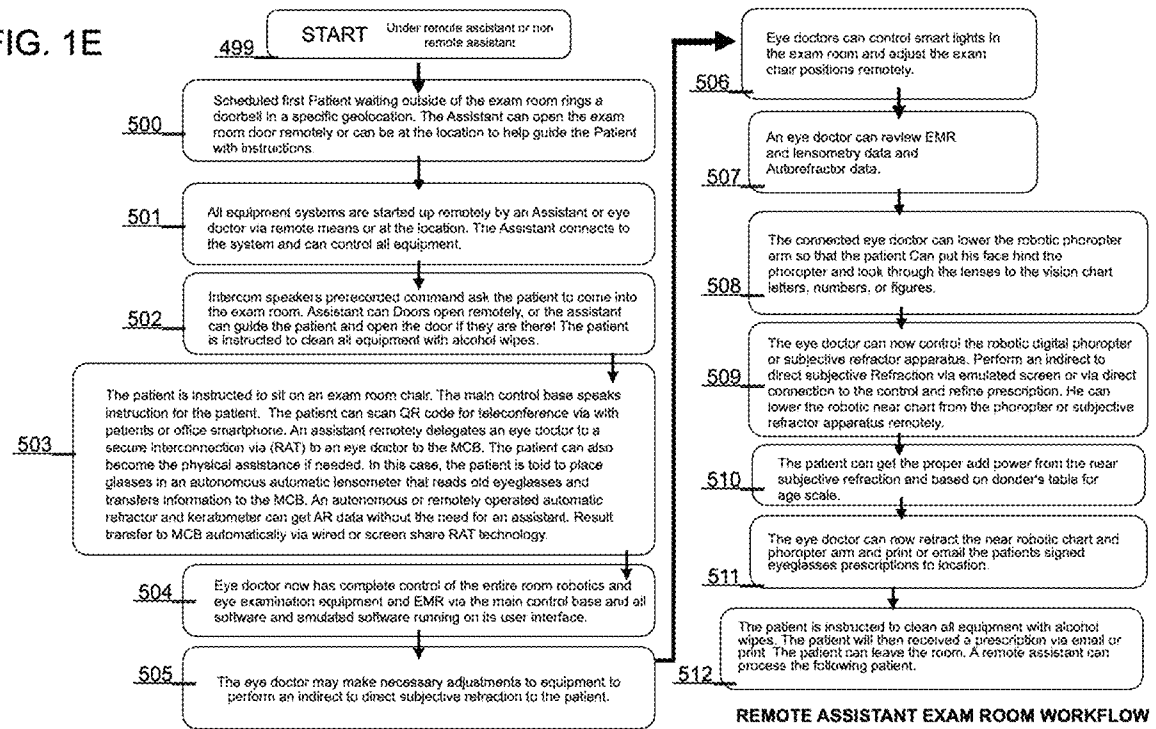 FIG. 1E
START Under remote assistant or non
remote assistant
499
500
Scheduled first Patient waiting outside of the exam room rings a
doorbell in a specific geolocation. The Assistant can open the exam
room door remotely or can be at the location to help guide the Patient
with instructions.
501
All equipment systems are started up remotely by an Assistant or eye
doctor via remote means or at the location. The Assistant connects to
the system and can control all equipment.
502
Intercom speakers prerecorded command ask the patient to come into
the exam room. Assistant can Doors open remotely, or the assistant
can guide the patient and open the door if they are there! The patient
is instructed to clean all equipment with alcohol wipes.
503
The patient is instructed to sit on an exam room chair. The main control base speaks
instruction for the patient. The patient can scan QR code for teleconference via with
patients or office smartphone. An assistant remotely delegates an eye doctor to a
secure interconnection via (RAT) to an eye doctor to the MCB. The patient can also
become the physical assistance if needed. In this case, the patient is told to place
glasses in an autonomous automatic lensometer that reads old eyeglasses and
transfers information to the MCB. An autonomous or remotely operated automatic
refractor and keratometer can get AR data without the need for an assistant. Result
transfer to MCB automatically via wired or screen share RAT technology.
504
Eye doctor now has complete control of the entire room robotics and
eye examination equipment and EMR via the main control base and all
software and emulated software running on its user interface.
505
The eye doctor may make necessary adjustments to equipment to
perform an indirect to direct subjective refraction to the patient.
506
Eye doctors can control smart lights in
the exam room and adjust the exam
chair positions remotely.
507
An eye doctor can review EMR
and lensometry data and
Autorefractor data.
508
The connected eye doctor can lower the robotic phoropter
arm so that the patient Can put his face hind the
phoropter and look through the lenses to the vision chart
letters, numbers, or figures.
509
The eye doctor can now control the robotic digital phoropter
or subjective refractor apparatus. Perform an indirect to
direct subjective Refraction via emulated screen or via direct
connection to the control and refine prescription. He can
lower the robotic near chart from the phoropter or subjective
refractor apparatus remotely.
510
The patient can get the proper add power from the near
subjective refraction and based on donder's table for
age scale.
511
The eye doctor can now retract the near robotic chart and
phoropter arm and print or email the patients signed
eyeglasses prescriptions to location.
512
The patient is instructed to clean all equipment with alcohol
wipes. The patient will then received a prescription via email or
print. The patient can leave the room. A remote assistant can
process the following patient.
REMOTE ASSISTANT EXAM ROOM WORKFLOW